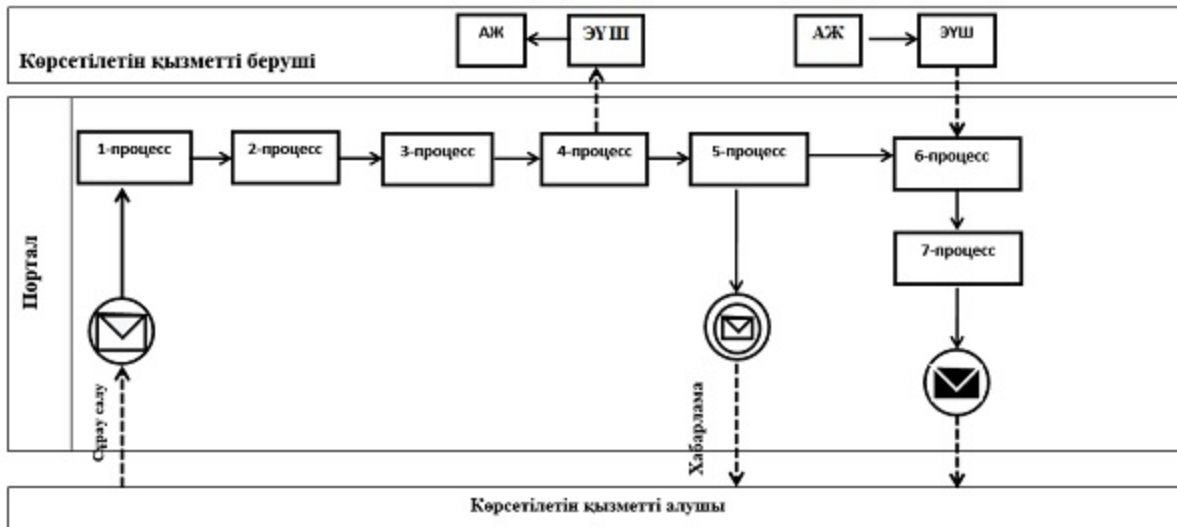 АЖ
ЭҮШ
АЖ
ЭҮШ
Көрсетілетін қызметті беруші
Портал
1-процесс
2-процесс
3-процесс
4-процесс
5-процесс
6-процесс
7-процесс
Сұрау салу
Хабарлама
Көрсетілетін қызметті алушы